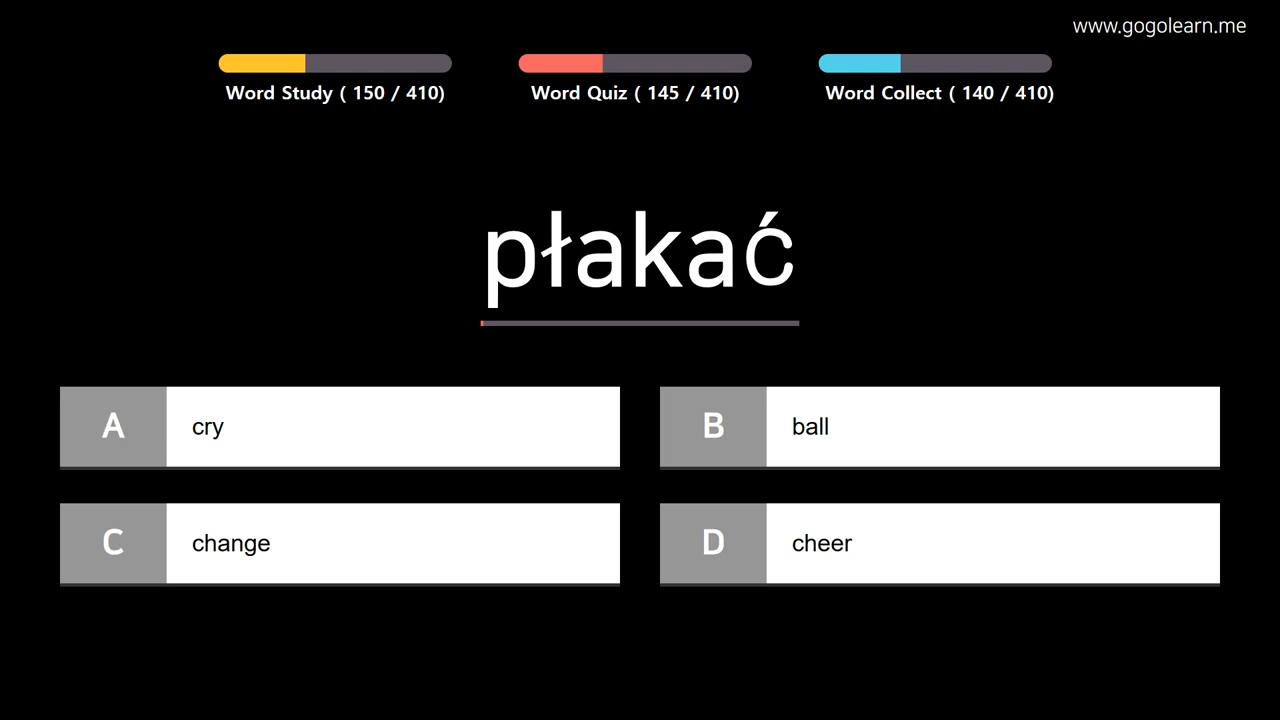 www.gogolearn.me
Word Study ( 150 / 410)
Word Quiz ( 145 / 410)
Word Collect ( 140 / 410)
płakać
A cry
B ball
C change
D cheer